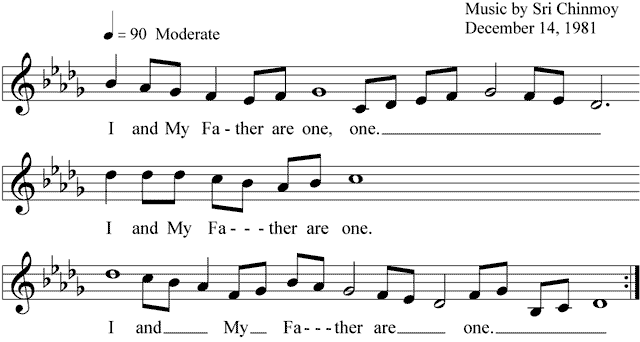 Music by Sri Chinmoy
= 90 Moderate
December 14, 1981
I and My Fa - ther are one, one.
I and My Fa - - - ther are one.
I and My Fa - - - ther are one.